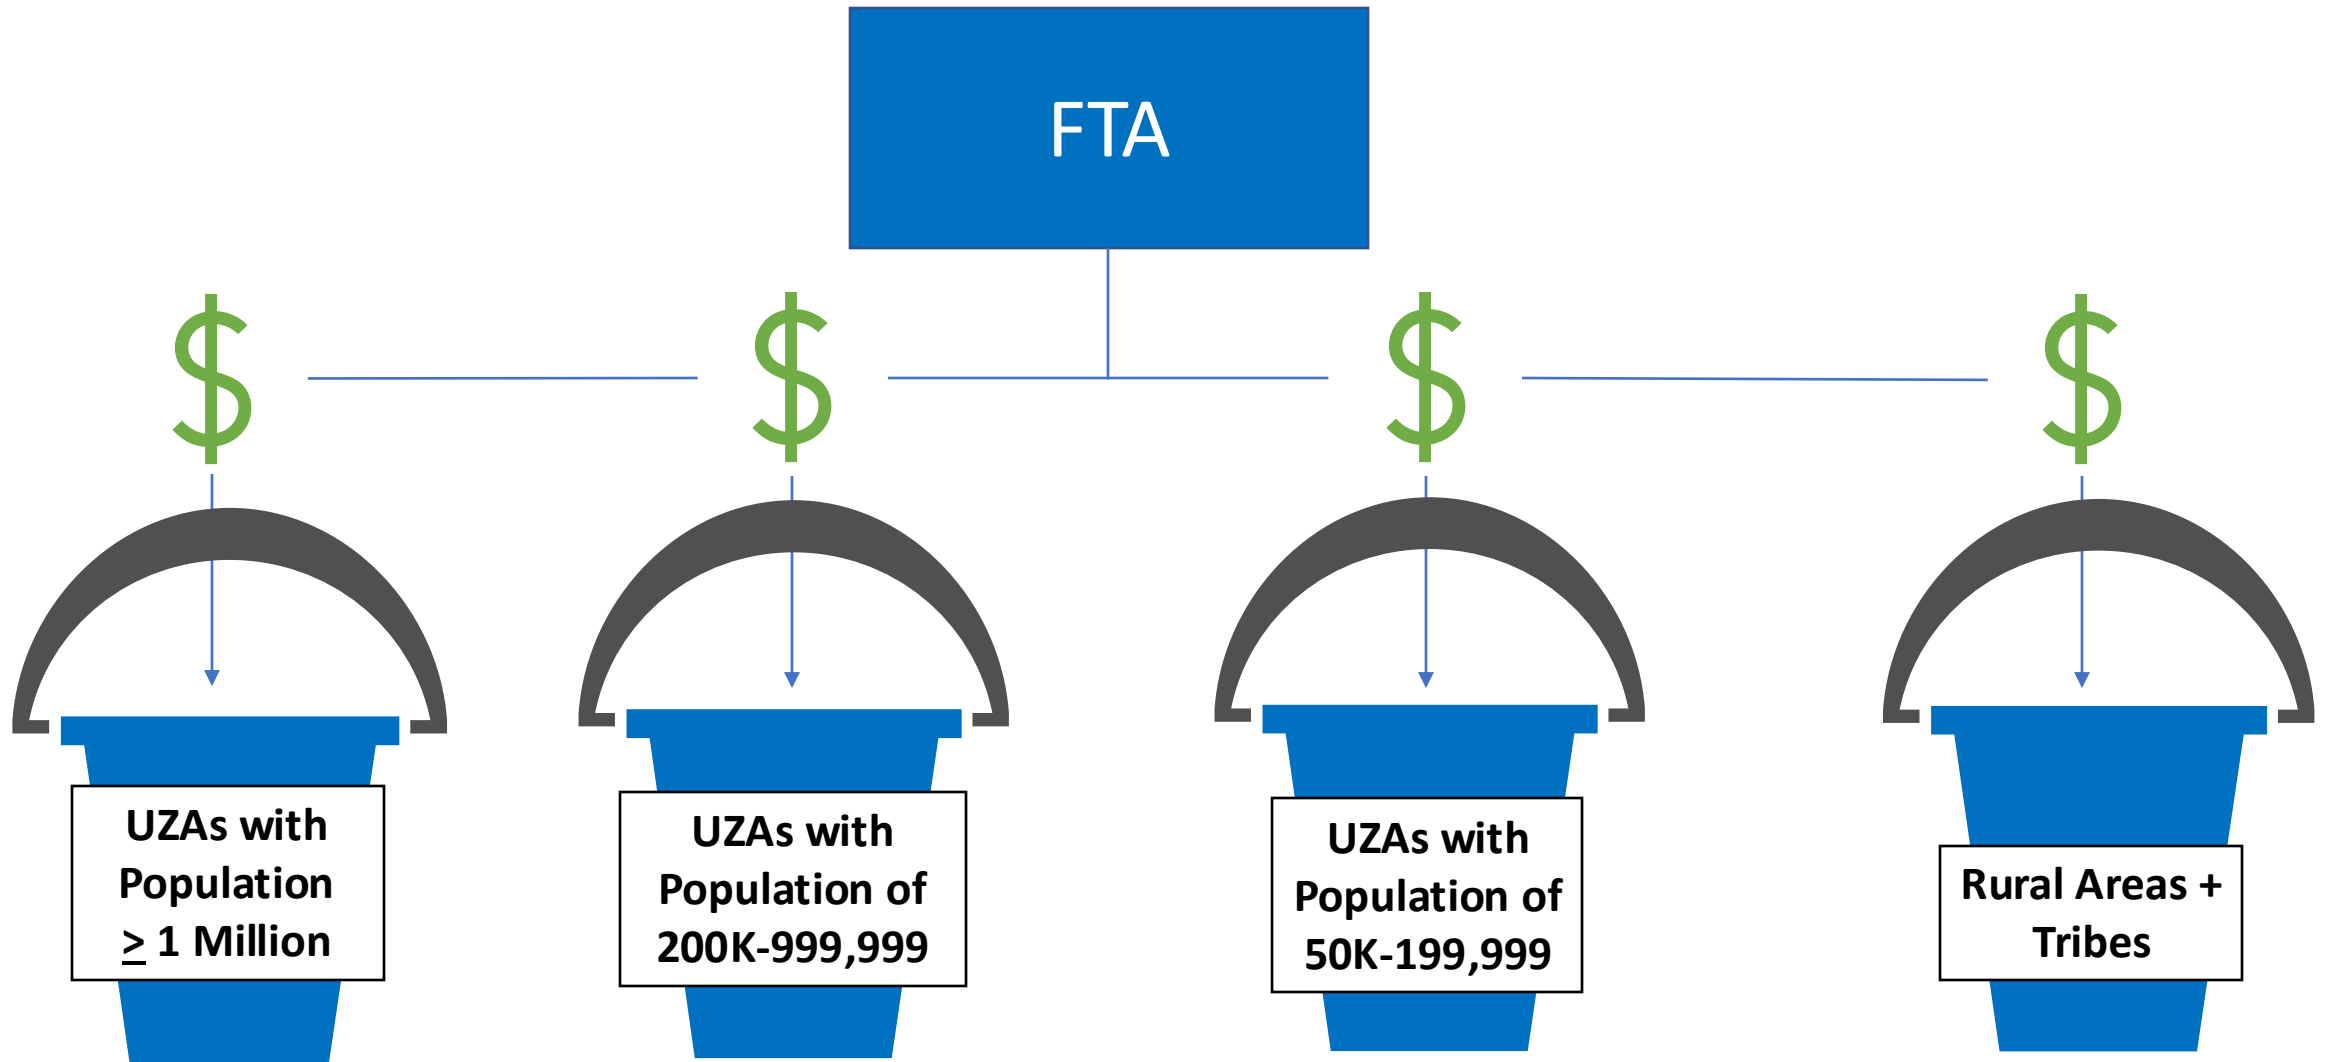 FTA
$
$
$
$
UZAs with
Population
≥ 1 Million
UZAs with
Population of
200K-999,999
UZAs with
Population of
50K-199,999
Rural Areas +
Tribes